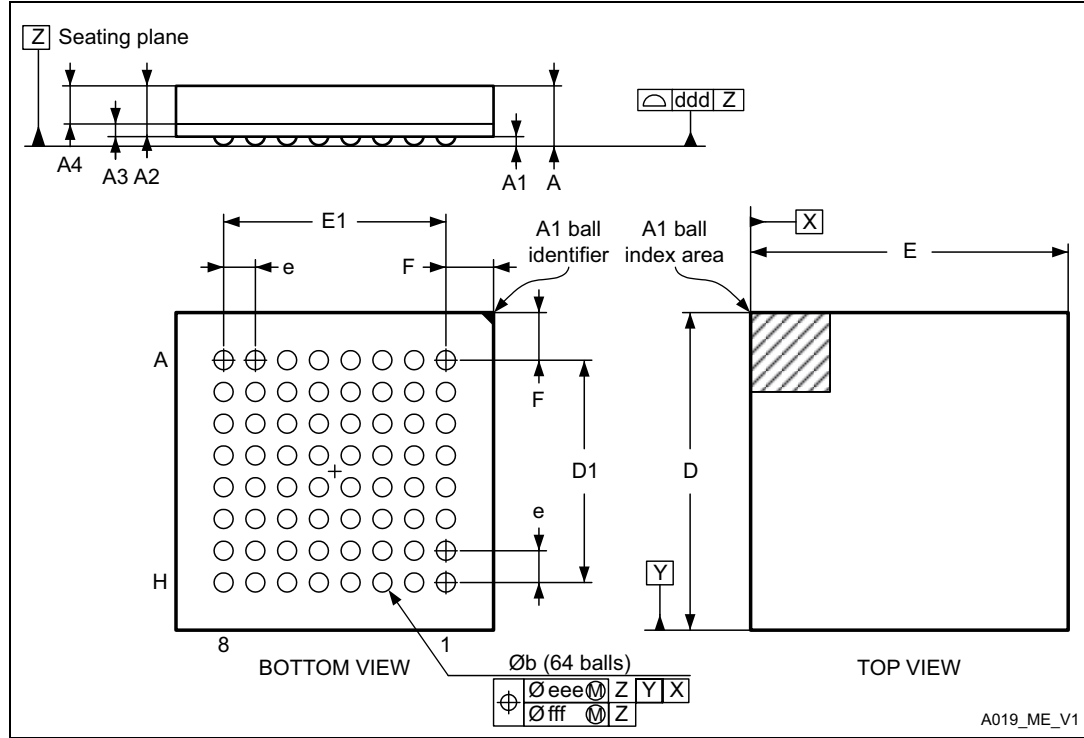 Z Seating plane
ddd Z
A4
A3 A2
A1
A
E1
e
F
A1 ball
identifier
A1 ball
index area
X
E
A
F
D1
D
e
Y
H
8
1
BOTTOM VIEW
Øb (64 balls)
TOP VIEW
Ø eee Ⓜ Z Y X
Ø fff Ⓜ Z
A019_ME_V1